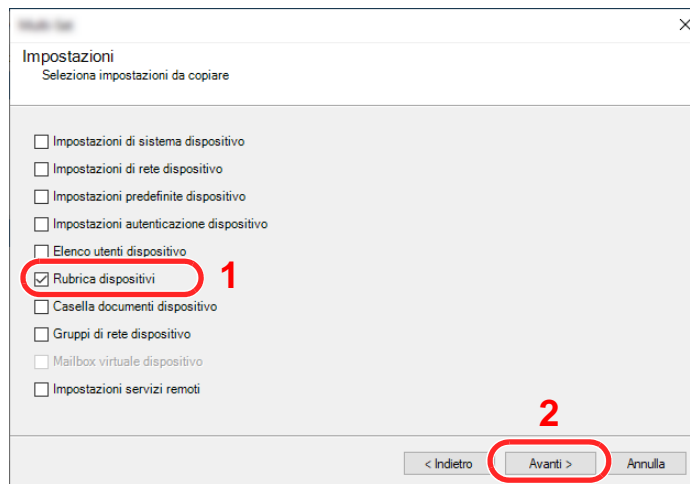 Impostazioni
Seleziona impostazioni da copiare
Impostazioni di sistema dispositivo
Impostazioni di rete dispositivo
Impostazioni predefinite dispositivo
Impostazioni autenticazione dispositivo
Elenco utenti dispositivo
Rubrica dispositivi 1
Casella documenti dispositivo
Gruppi di rete dispositivo
Mailbox virtuale dispositivo
Impostazioni servizi remoti
2
< Indietro Avanti > Annulla